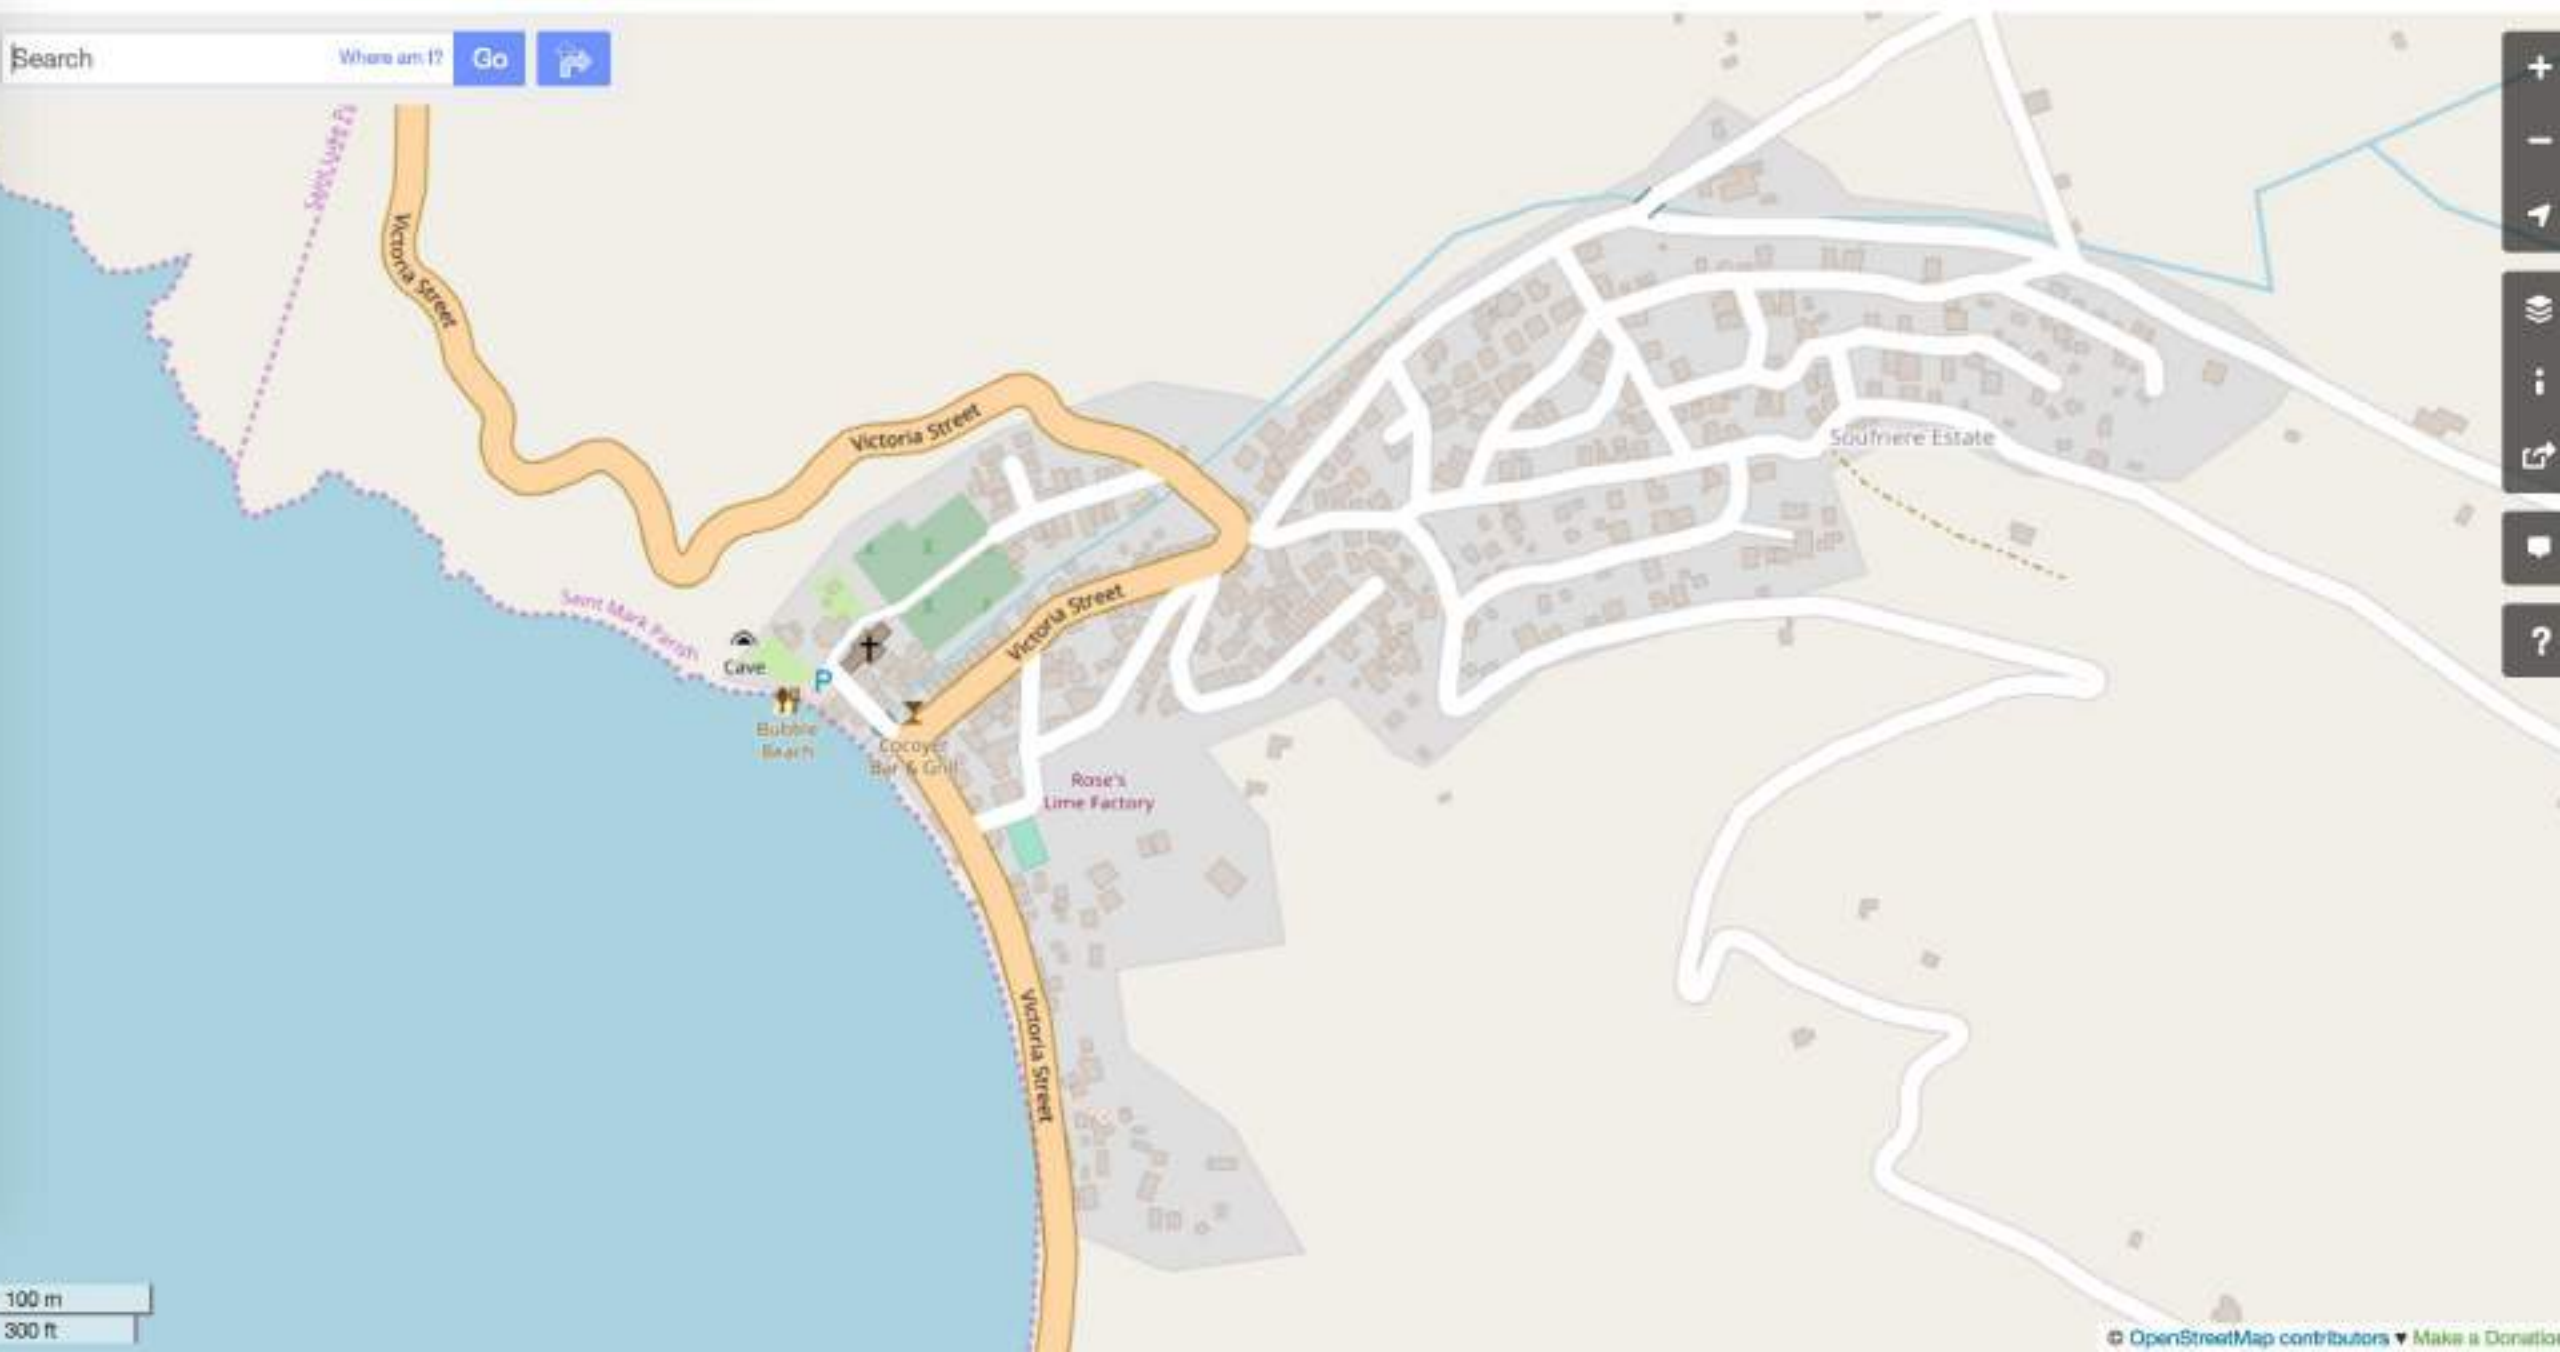 Search
Where am I?
Go
Victoria Street
Victoria Street
Soufriere Estate
Saint Mark Parish
Victoria Street
Cave
P
Bubble
Beach
Cocoyer
Bar & Grill
Rose's
Lime Factory
Victoria Street
100 m
300 ft
© OpenStreetMap contributors ♥ Make a Donation